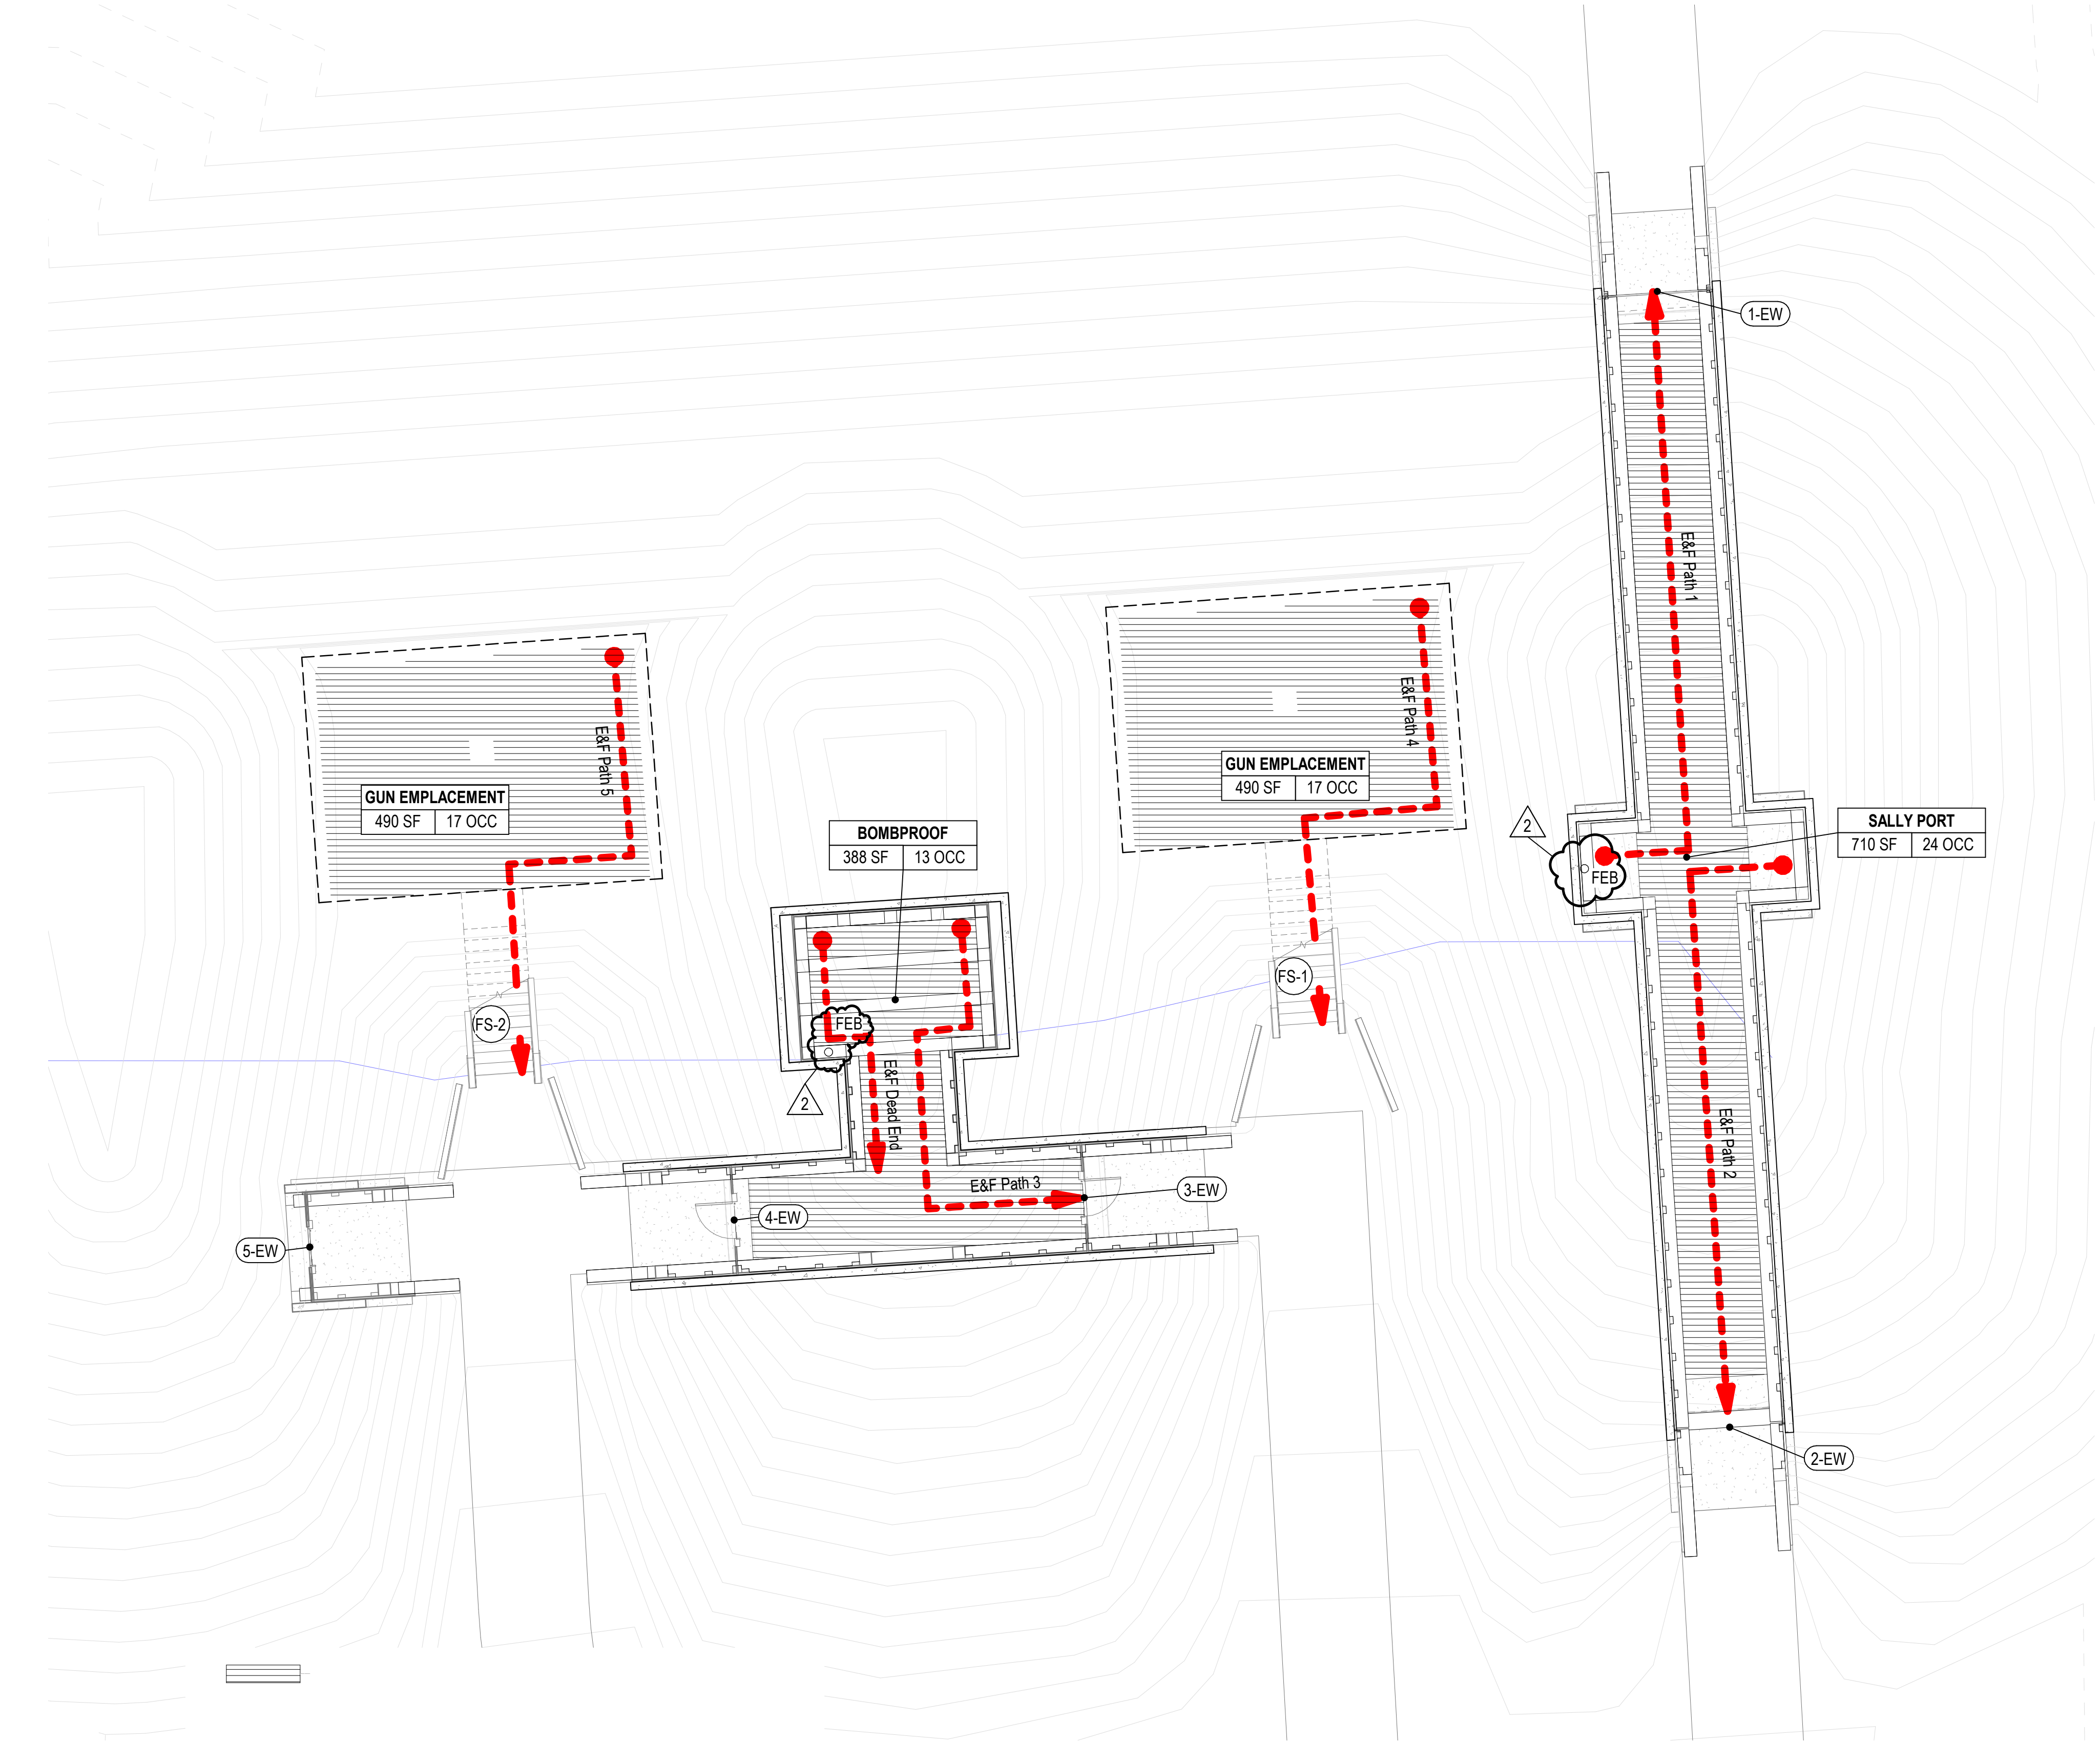 1-EW
E&F Path 1
E&F Path 4
E&F Path 5
GUN EMPLACEMENT
490 SF 17 OCC
GUN EMPLACEMENT
490 SF 17 OCC
BOMBPROOF
388 SF 13 OCC
2
SALLY PORT
710 SF 24 OCC
FEB
FS-1
FS-2
FEB
2
E&F Dead End
E&F Path 2
E&F Path 3
3-EW
4-EW
5-EW
2-EW